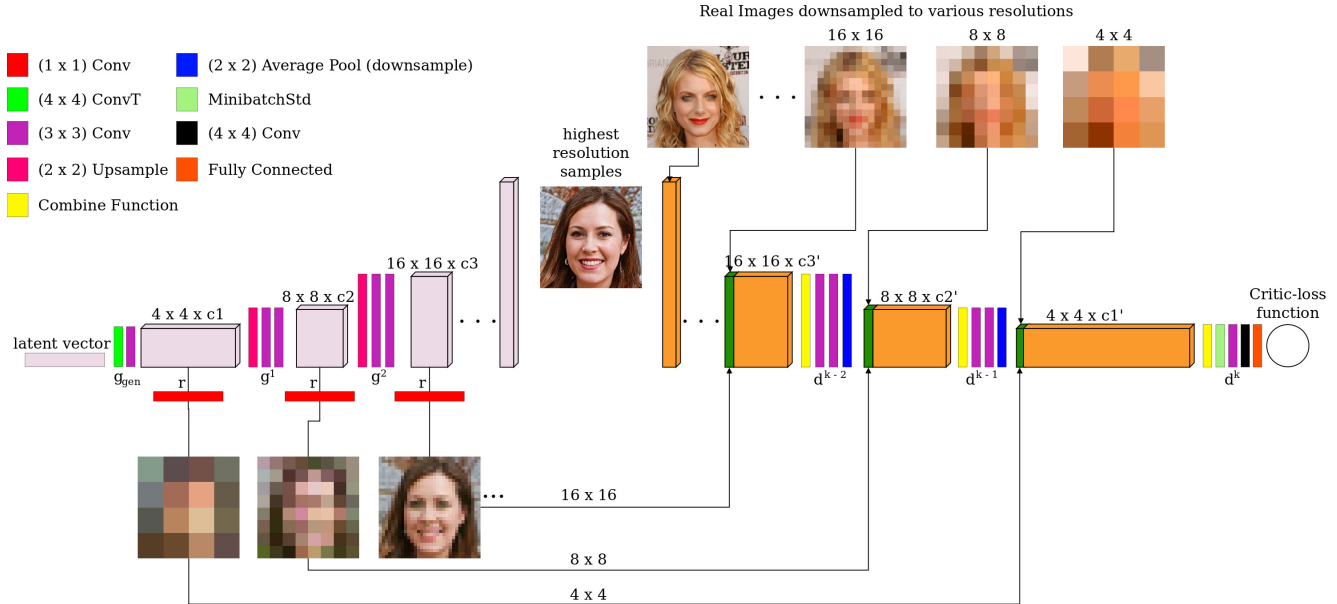 Real Images downsampled to various resolutions
16 x 16
8 x 8
4 x 4
(1 x 1) Conv
(2 x 2) Average Pool (downsample)
(4 x 4) ConvT
MinibatchStd
(3 x 3) Conv
(4 x 4) Conv
(2 x 2) Upsample
Fully Connected
Combine Function
highest
resolution
samples
latent vector
g_gen
4 x 4 x c1
r
g^1
8 x 8 x c2
r
g^2
16 x 16 x c3
r
. . .
. . .
. . .
16 x 16 x c3'
d^k - 2
8 x 8 x c2'
d^k - 1
4 x 4 x c1'
d^k
Critic-loss
function
...
16 x 16
8 x 8
4 x 4